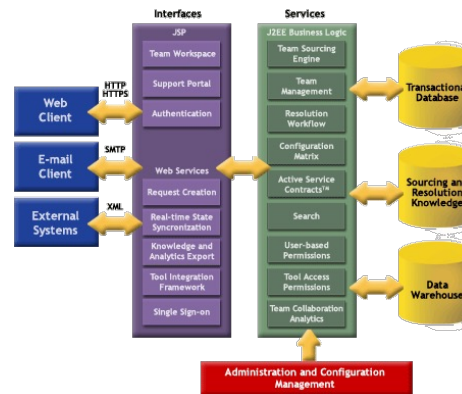 Interfaces
Services
JSP
Team Workspace
Support Portal
Authentication
Web Services
Request Creation
Real-time State
Syncronization
Knowledge and
Analytics Export
Tool Integration
Framework
Single Sign-on
J2EE Business Logic
Team Sourcing
Engine
Team
Management
Resolution
Workflow
Configuration
Matrix
Active Service
Contracts™
Search
User-based
Permissions
Tool Access
Permissions
Team Collaboration
Analytics
Web
Client
HTTP
HTTPS
E-mail
Client
SMTP
External
Systems
XML
Transactional
Database
Sourcing and
Resolution
Knowledge
Data
Warehouse
Administration and Configuration
Management